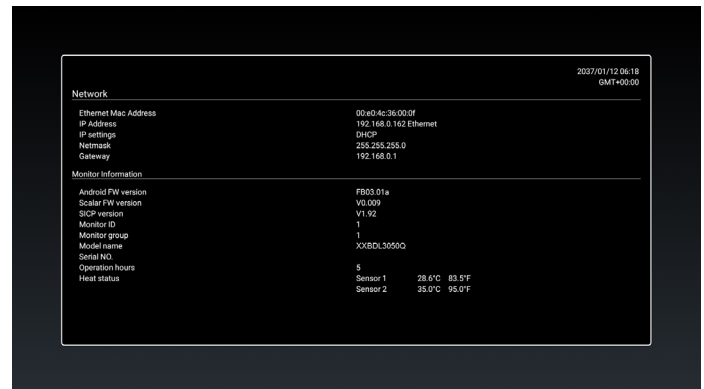 2037/01/12 06:18
GMT+00:00
Network
Ethernet Mac Address 00:e0:4c:36:00:0f
IP Address 192.168.0.162 Ethernet
IP settings DHCP
Netmask 255.255.255.0
Gateway 192.168.0.1
Monitor Information
Android FW version FB03.01a
Scalar FW version V0.009
SICP version V1.92
Monitor ID 1
Monitor group 1
Model name XXBDL3050Q
Serial NO.
Operation hours 5
Heat status Sensor 1 28.6°C 83.5°F
Sensor 2 35.0°C 95.0°F